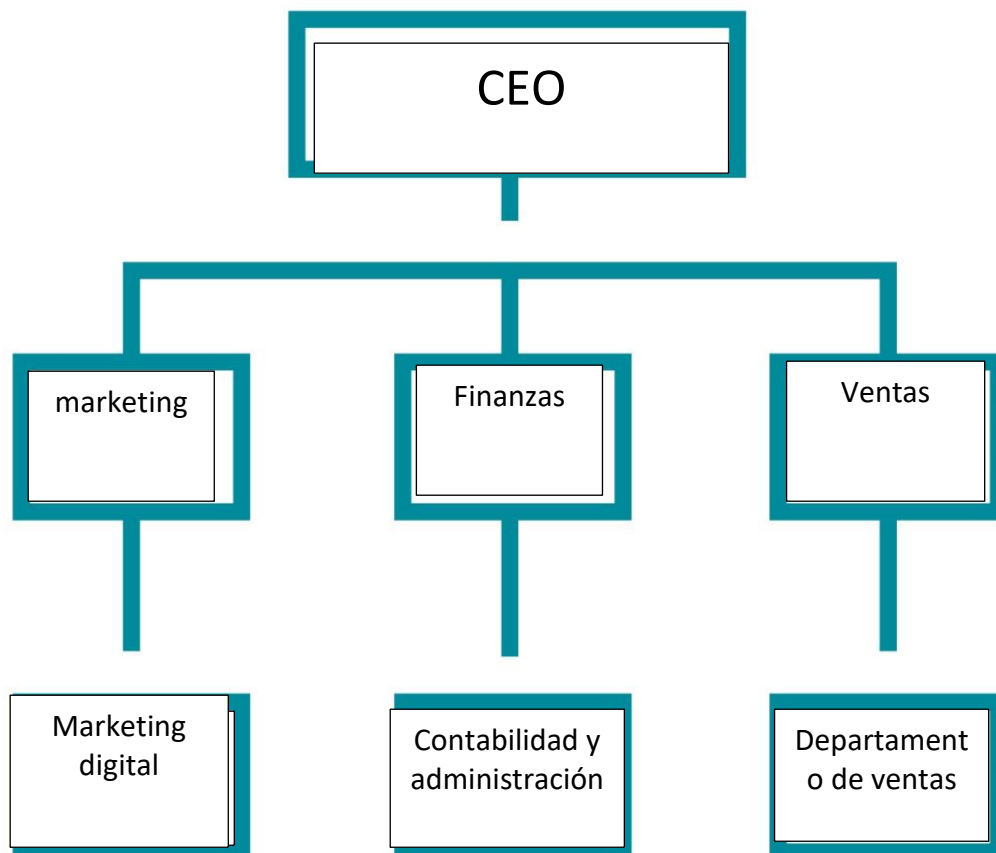 CEO
marketing
Finanzas
Ventas
Marketing
digital
Contabilidad y
administración
Departament
o de ventas